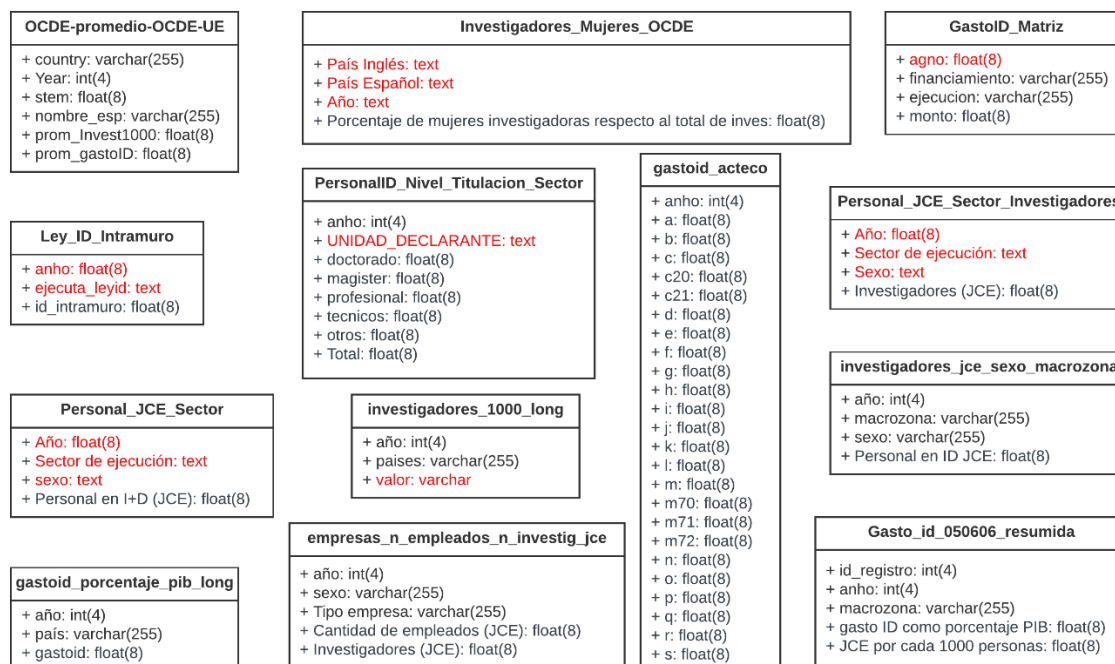 OCDE-promedio-OCDE-UE
+ country: varchar(255)
+ Year: int(4)
+ stem: float(8)
+ nombre_esp: varchar(255)
+ prom_Invest1000: float(8)
+ prom_gastoID: float(8)
Investigadores_Mujeres_OCDE
+ País Inglés: text
+ País Español: text
+ Año: text
+ Porcentaje de mujeres investigadoras respecto al total de inves: float(8)
GastoID_Matriz
+ agno: float(8)
+ financiamiento: varchar(255)
+ ejecucion: varchar(255)
+ monto: float(8)
Ley_ID_Intramuro
+ anho: float(8)
+ ejecuta_leyid: text
+ id_intramuro: float(8)
PersonalID_Nivel_Titulacion_Sector
+ anho: int(4)
+ UNIDAD_DECLARANTE: text
+ doctorado: float(8)
+ magister: float(8)
+ profesional: float(8)
+ tecnicos: float(8)
+ otros: float(8)
+ Total: float(8)
gastoid_acteco
+ anho: int(4)
+ a: float(8)
+ b: float(8)
+ c: float(8)
+ c20: float(8)
+ c21: float(8)
+ d: float(8)
+ e: float(8)
+ f: float(8)
+ g: float(8)
+ h: float(8)
+ i: float(8)
+ j: float(8)
+ k: float(8)
+ l: float(8)
+ m: float(8)
+ m70: float(8)
+ m71: float(8)
+ m72: float(8)
+ n: float(8)
+ o: float(8)
+ p: float(8)
+ q: float(8)
+ r: float(8)
+ s: float(8)
Personal_JCE_Sector_Investigadores
+ Año: float(8)
+ Sector de ejecución: text
+ Sexo: text
+ Investigadores (JCE): float(8)
investigadores_jce_sexo_macrozona
+ año: int(4)
+ macrozona: varchar(255)
+ sexo: varchar(255)
+ Personal en ID JCE: float(8)
Personal_JCE_Sector
+ Año: float(8)
+ Sector de ejecución: text
+ sexo: text
+ Personal en I+D (JCE): float(8)
investigadores_1000_long
+ año: int(4)
+ paises: varchar(255)
+ valor: varchar
gastoid_porcentaje_pib_long
+ año: int(4)
+ país: varchar(255)
+ gastoid: float(8)
empresas_n_empleados_n_investig_jce
+ año: int(4)
+ sexo: varchar(255)
+ Tipo empresa: varchar(255)
+ Cantidad de empleados (JCE): float(8)
+ Investigadores (JCE): float(8)
Gasto_id_050606_resumida
+ id_registro: int(4)
+ anho: int(4)
+ macrozona: varchar(255)
+ gasto ID como porcentaje PIB: float(8)
+ JCE por cada 1000 personas: float(8)